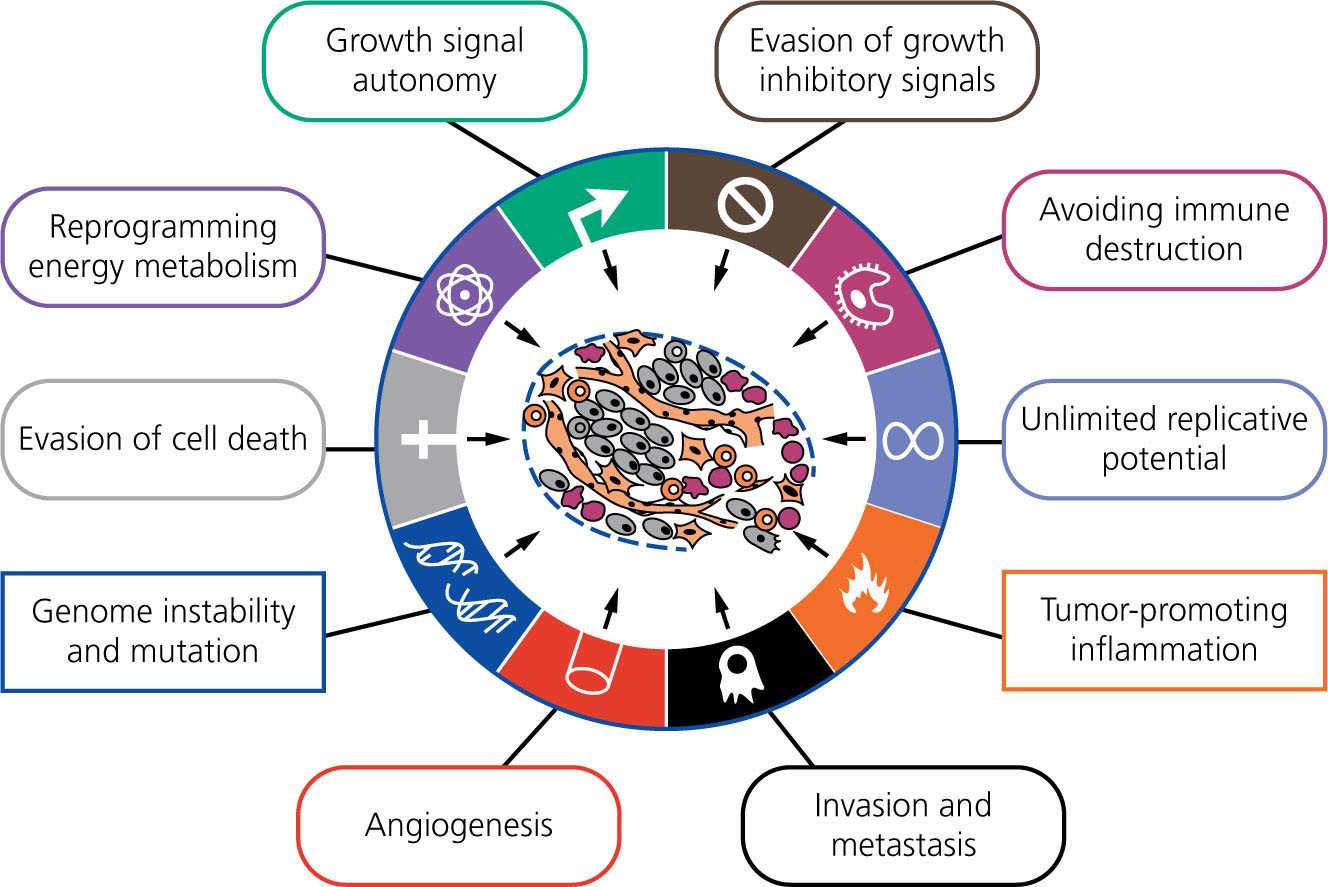 Growth signal
autonomy
Evasion of growth
inhibitory signals
Reprogramming
energy metabolism
Avoiding immune
destruction
Evasion of cell death
Unlimited replicative
potential
Genome instability
and mutation
Tumor-promoting
inflammation
Angiogenesis
Invasion and
metastasis